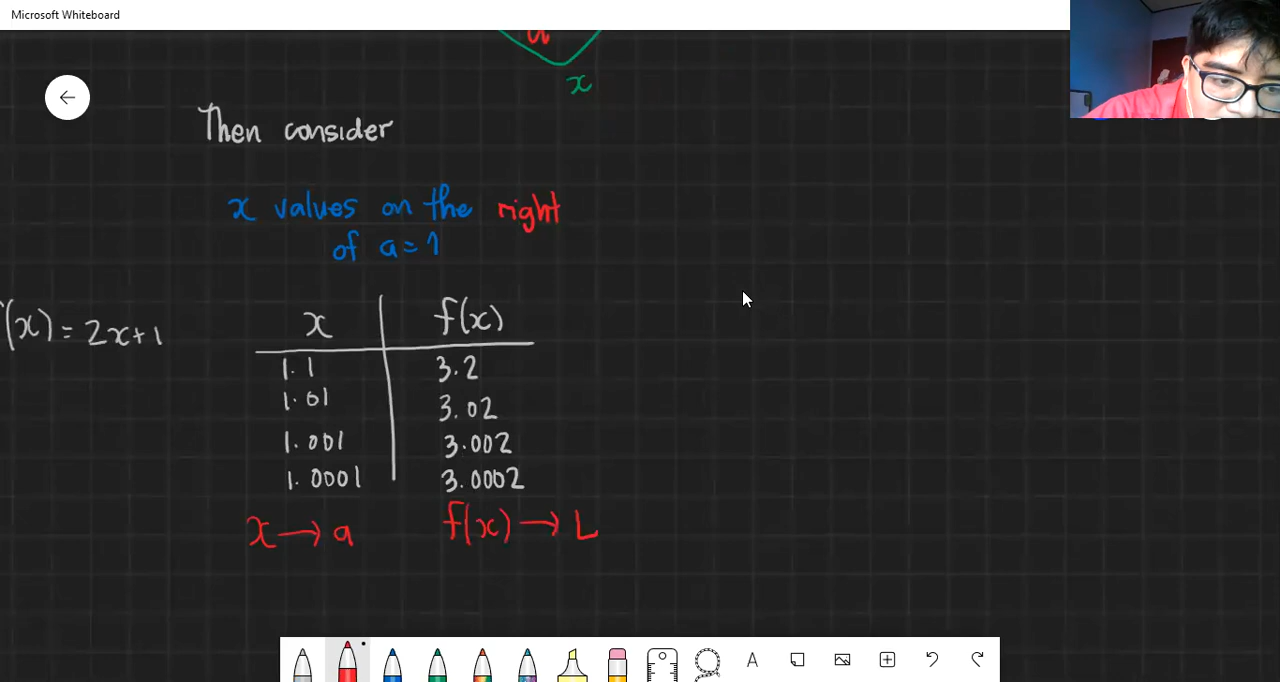 Microsoft Whiteboard
a
x
Then consider
x values on the right
of a=1
f(x) = 2x+1
x f(x)
1.1 3.2
1.01 3.02
1.001 3.002
1.0001 3.0002
x → a f(x) → L
A